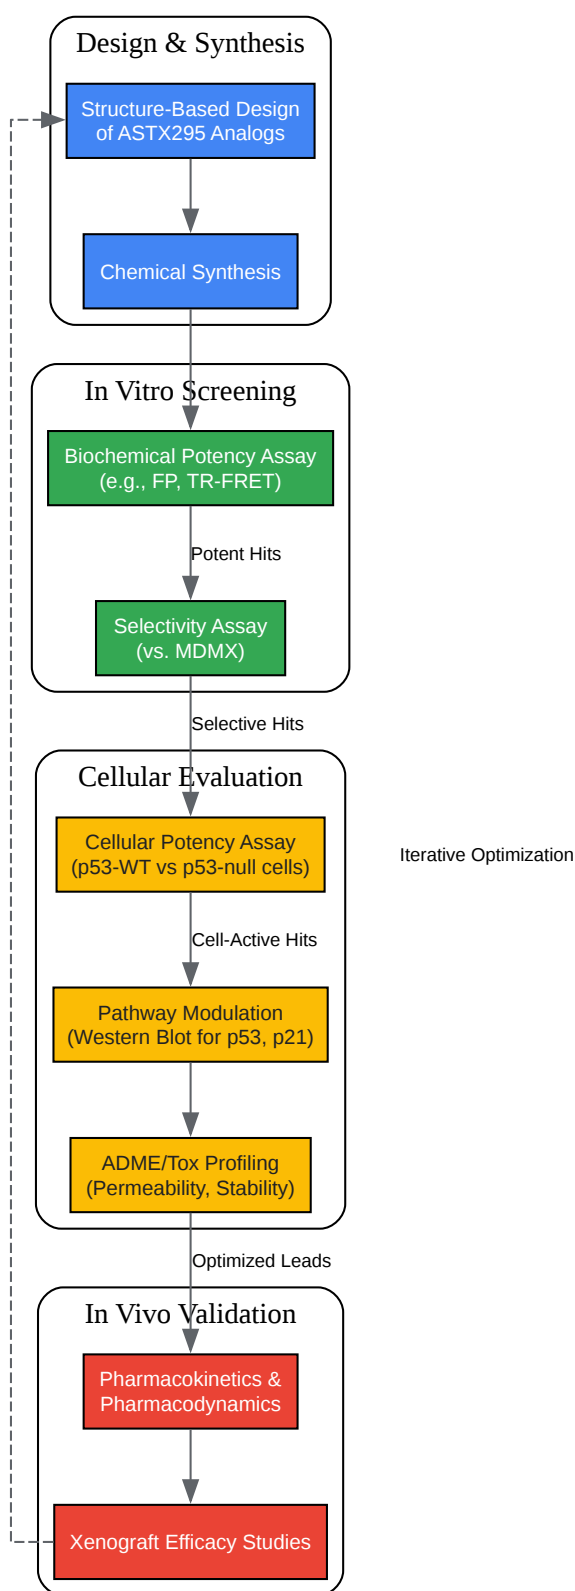 Design & Synthesis
Structure-Based Design
of ASTX295 Analogs
Chemical Synthesis
In Vitro Screening
Biochemical Potency Assay
(e.g., FP, TR-FRET)
Potent Hits
Selectivity Assay
(vs. MDMX)
Selective Hits
Cellular Evaluation
Cellular Potency Assay
(p53-WT vs p53-null cells)
Iterative Optimization
Cell-Active Hits
Pathway Modulation
(Western Blot for p53, p21)
ADME/Tox Profiling
(Permeability, Stability)
Optimized Leads
In Vivo Validation
Pharmacokinetics &
Pharmacodynamics
Xenograft Efficacy Studies